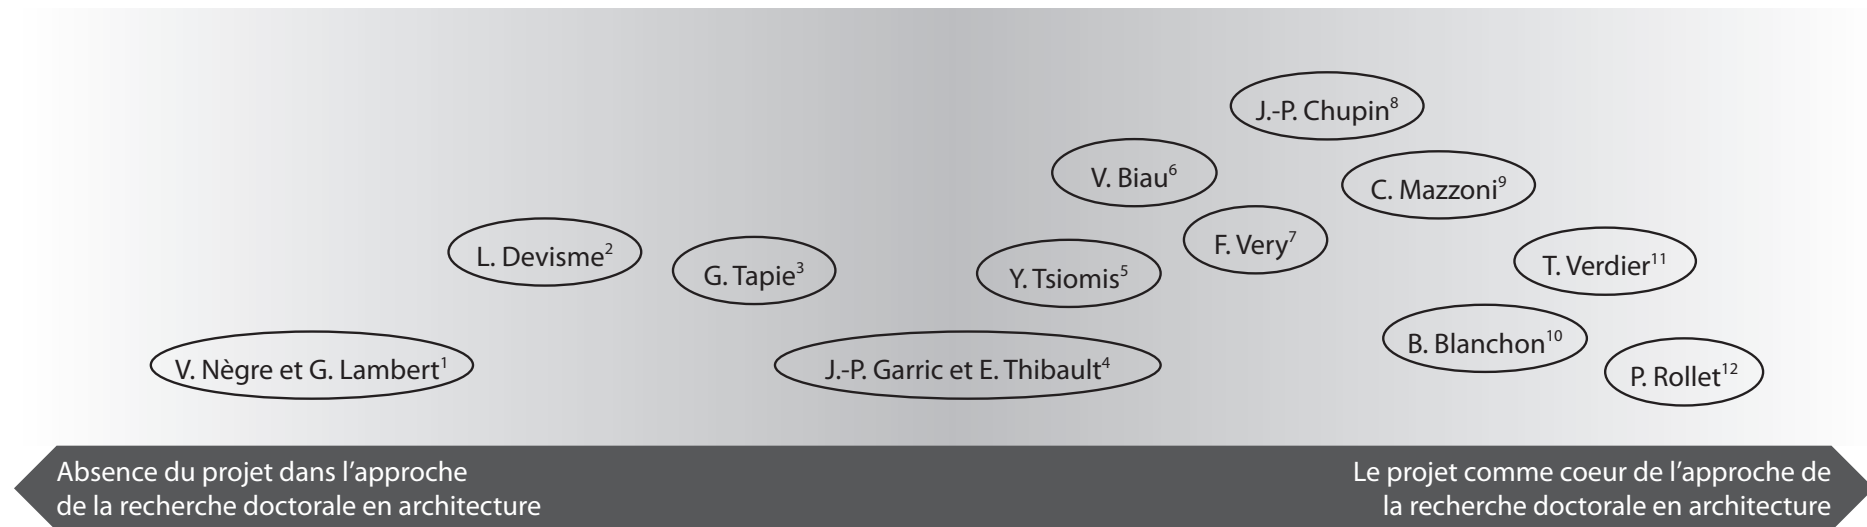 J.-P. Chupin⁸
V. Biau⁶
C. Mazzoni⁹
F. Very⁷
L. Devisme²
T. Verdier¹¹
G. Tapie³
Y. Tsiomis⁵
B. Blanchon¹⁰
V. Nègre et G. Lambert¹
J.-P. Garric et E. Thibault⁴
P. Rollet¹²
Absence du projet dans l’approche
de la recherche doctorale en architecture
Le projet comme coeur de l’approche de
la recherche doctorale en architecture